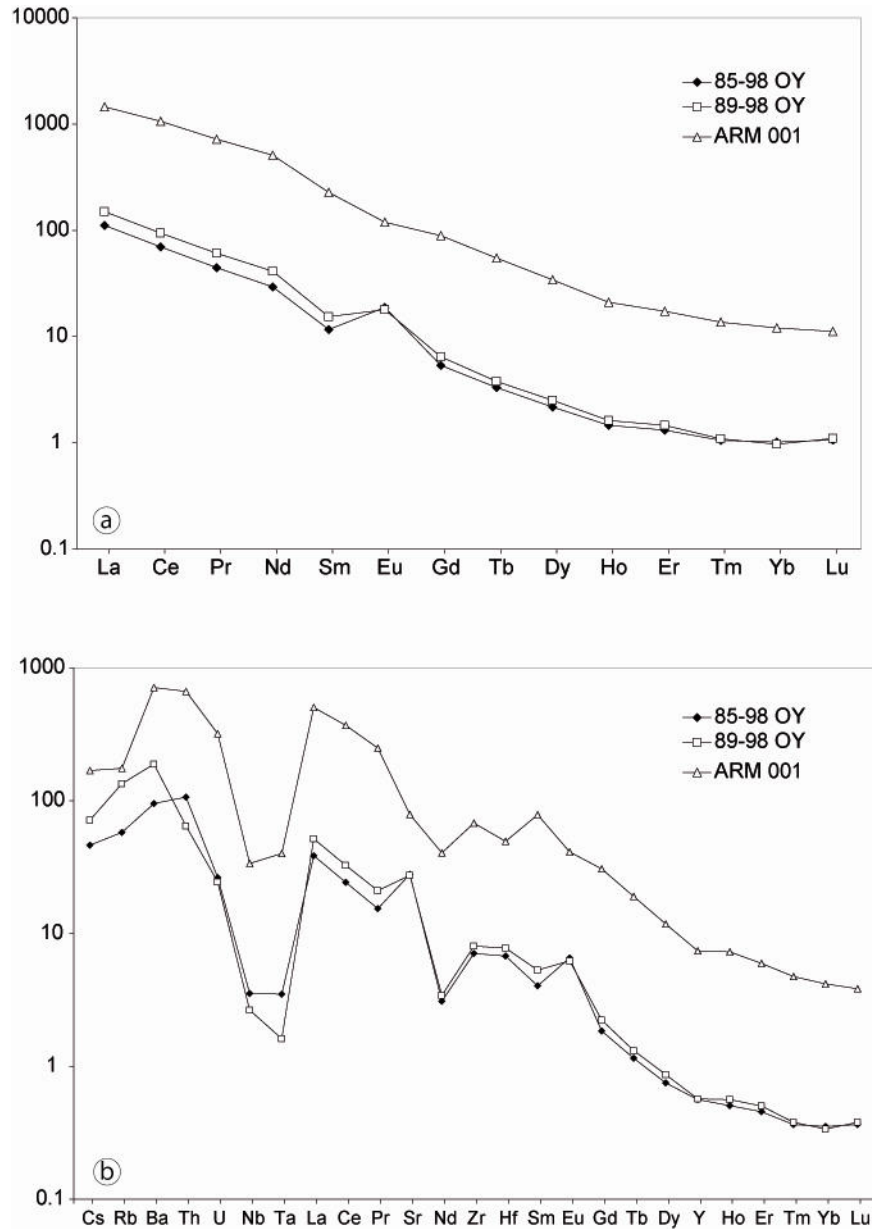 10000
85-98 OY
89-98 OY
1000
ARM 001
100
10
1
a
0.1
La Ce Pr Nd Sm Eu Gd Tb Dy Ho Er Tm Yb Lu
1000
85-98 OY
89-98 OY
ARM 001
100
10
1
b
0.1
Cs Rb Ba Th U Nb Ta La Ce Pr Sr Nd Zr Hf Sm Eu Gd Tb Dy Y Ho Er Tm Yb Lu